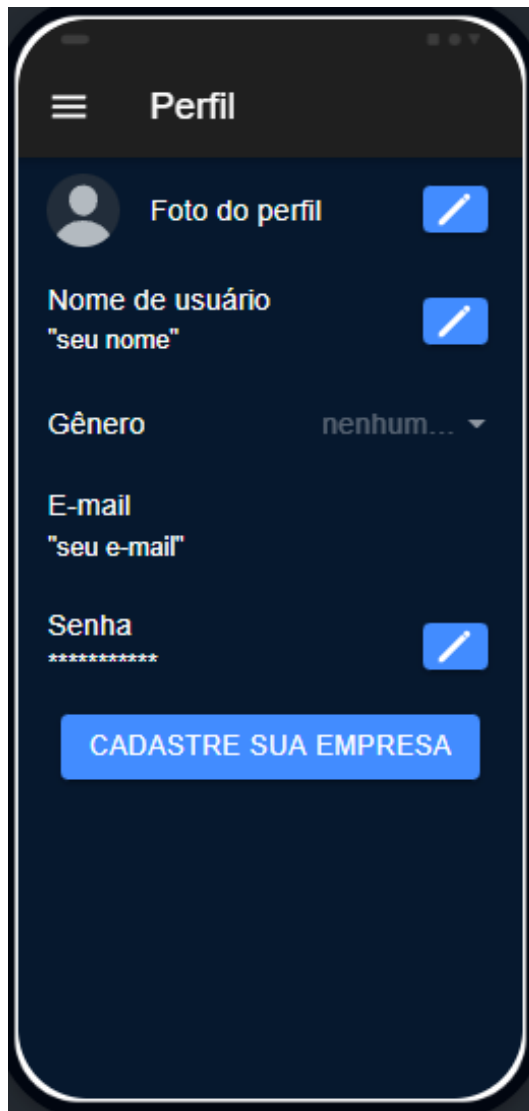 Perfil
Foto do perfil
Nome de usuário
"seu nome"
Gênero
nenhum...
E-mail
"seu e-mail"
Senha
***********
CADASTRE SUA EMPRESA